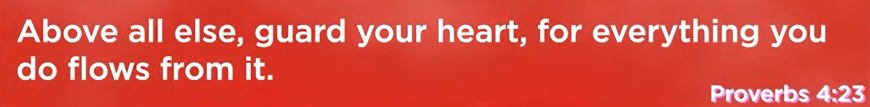 Above all else, guard your heart, for everything you
do flows from it.
Proverbs 4:23